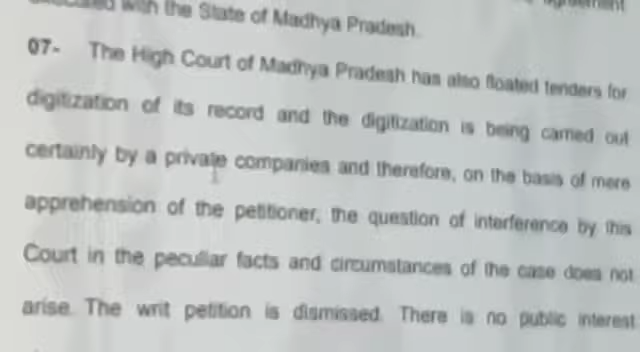 with the State of Madhya Pradesh.
agreement
07- The High Court of Madhya Pradesh has also floated tenders for
digitization of its record and the digitization is being carried out
certainly by a private companies and therefore, on the basis of mere
apprehension of the petitioner, the question of interference by this
Court in the peculiar facts and circumstances of the case does not
arise. The writ petition is dismissed. There is no public interest